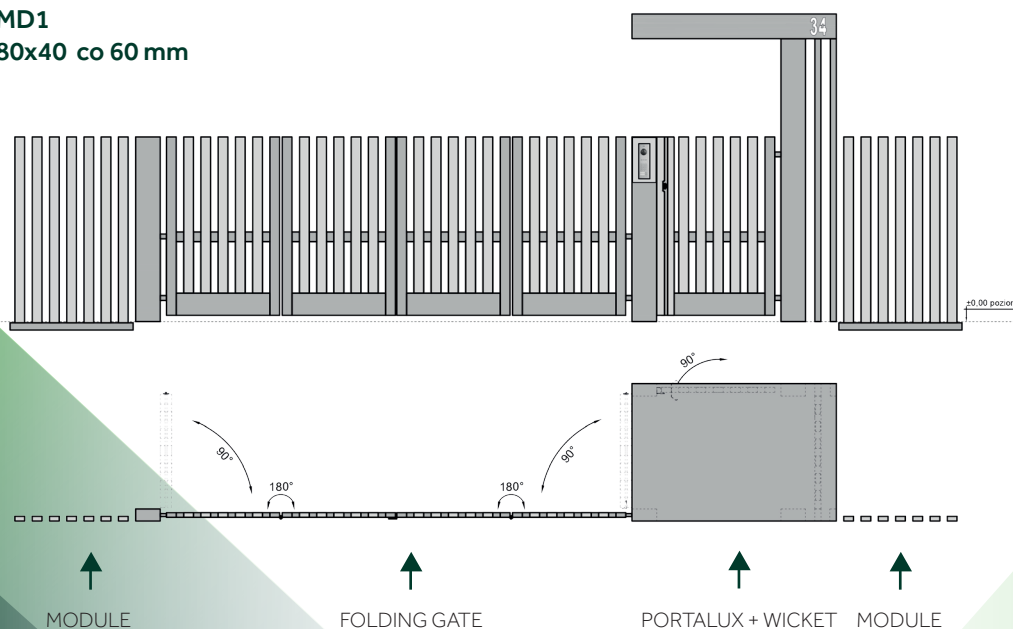 MD1
80x40 co 60 mm
34
±0,00 pozior
90°
90°
180°
180°
90°
MODULE
FOLDING GATE
PORTALUX + WICKET
MODULE